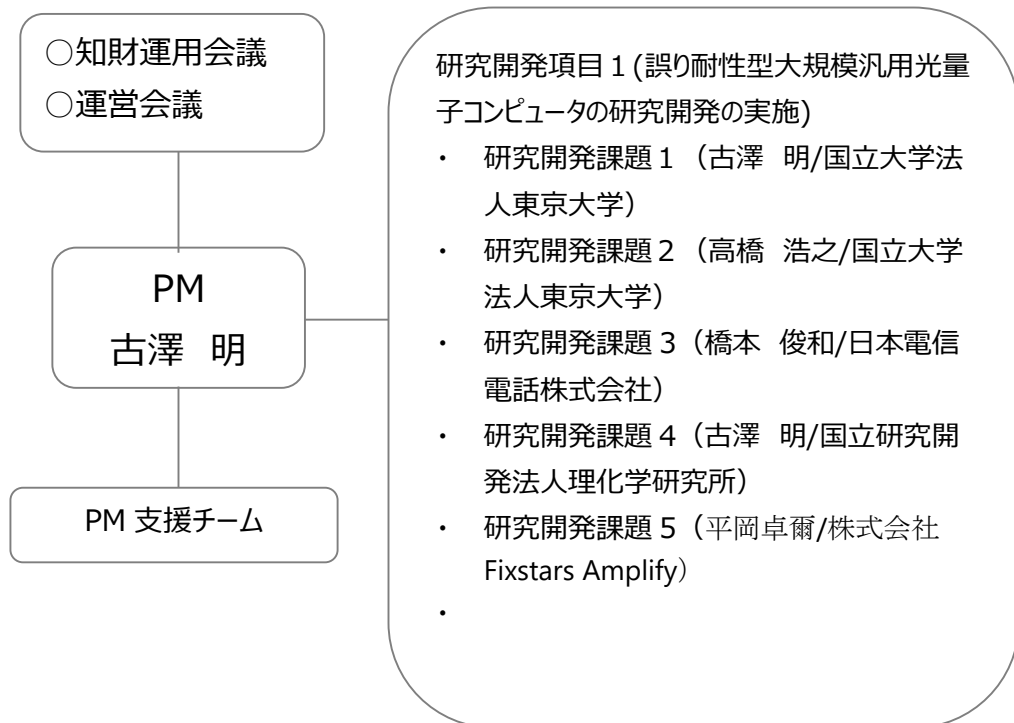 ○知財運用会議
○運営会議
PM
古澤 明
PM 支援チーム
研究開発項目１(誤り耐性型大規模汎用光量
子コンピュータの研究開発の実施)
・ 研究開発課題１（古澤 明/国立大学法
人東京大学）
・ 研究開発課題２（高橋 浩之/国立大学
法人東京大学）
・ 研究開発課題３（橋本 俊和/日本電信
電話株式会社）
・ 研究開発課題４（古澤 明/国立研究開
発法人理化学研究所）
・ 研究開発課題５（平岡卓爾/株式会社
Fixstars Amplify）
・